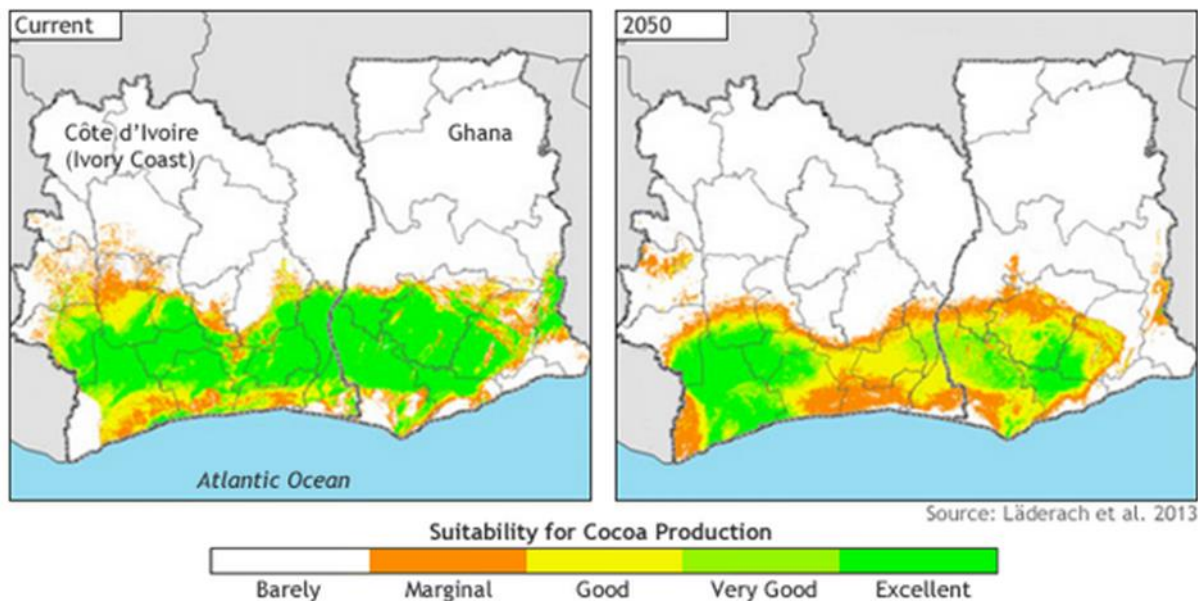 Current
Côte d'Ivoire
(Ivory Coast)
Ghana
Atlantic Ocean
2050
Source: Läderach et al. 2013
Suitability for Cocoa Production
Barely Marginal Good Very Good Excellent